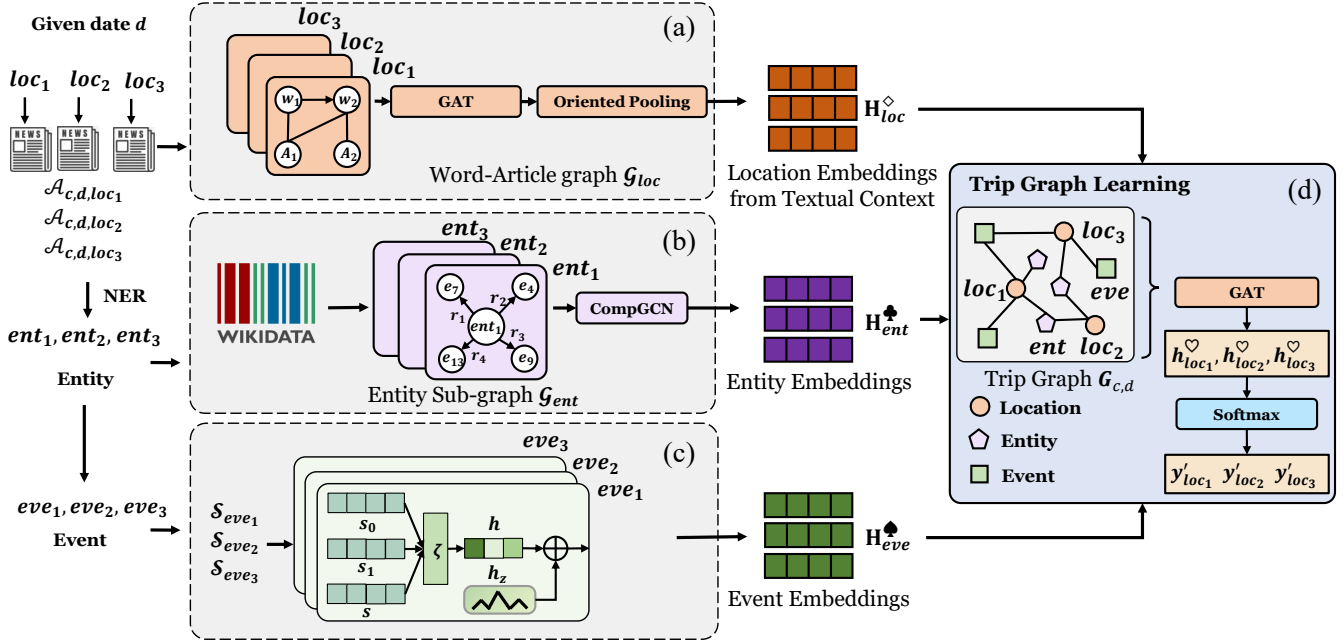 Given date d
loc₁
loc₂
loc₃
NEWS
NEWS
NEWS
𝒜c,d,loc₁
𝒜c,d,loc₂
𝒜c,d,loc₃
NER
ent₁, ent₂, ent₃
Entity
eve₁, eve₂, eve₃
Event
(a)
loc₃
loc₂
loc₁
w₁
w₂
A₁
A₂
GAT
Oriented Pooling
Word-Article graph 𝒢loc
H◇loc
Location Embeddings
from Textual Context
(b)
WIKIDATA
ent₃
ent₂
ent₁
e₇
e₄
r₂
r₁
ent₁
r₃
r₄
e₁₃
e₉
CompGCN
Entity Sub-graph 𝒢ent
H♣ent
Entity Embeddings
(c)
eve₃
eve₂
eve₁
𝒮eve₁
𝒮eve₂
𝒮eve₃
s₀
s₁
s
ζ
h
hz
H♠eve
Event Embeddings
Trip Graph Learning
(d)
loc₃
loc₁
eve
ent
loc₂
Trip Graph Gc,d
Location
Entity
Event
GAT
h♡loc₁, h♡loc₂, h♡loc₃
Softmax
y′loc₁ y′loc₂ y′loc₃